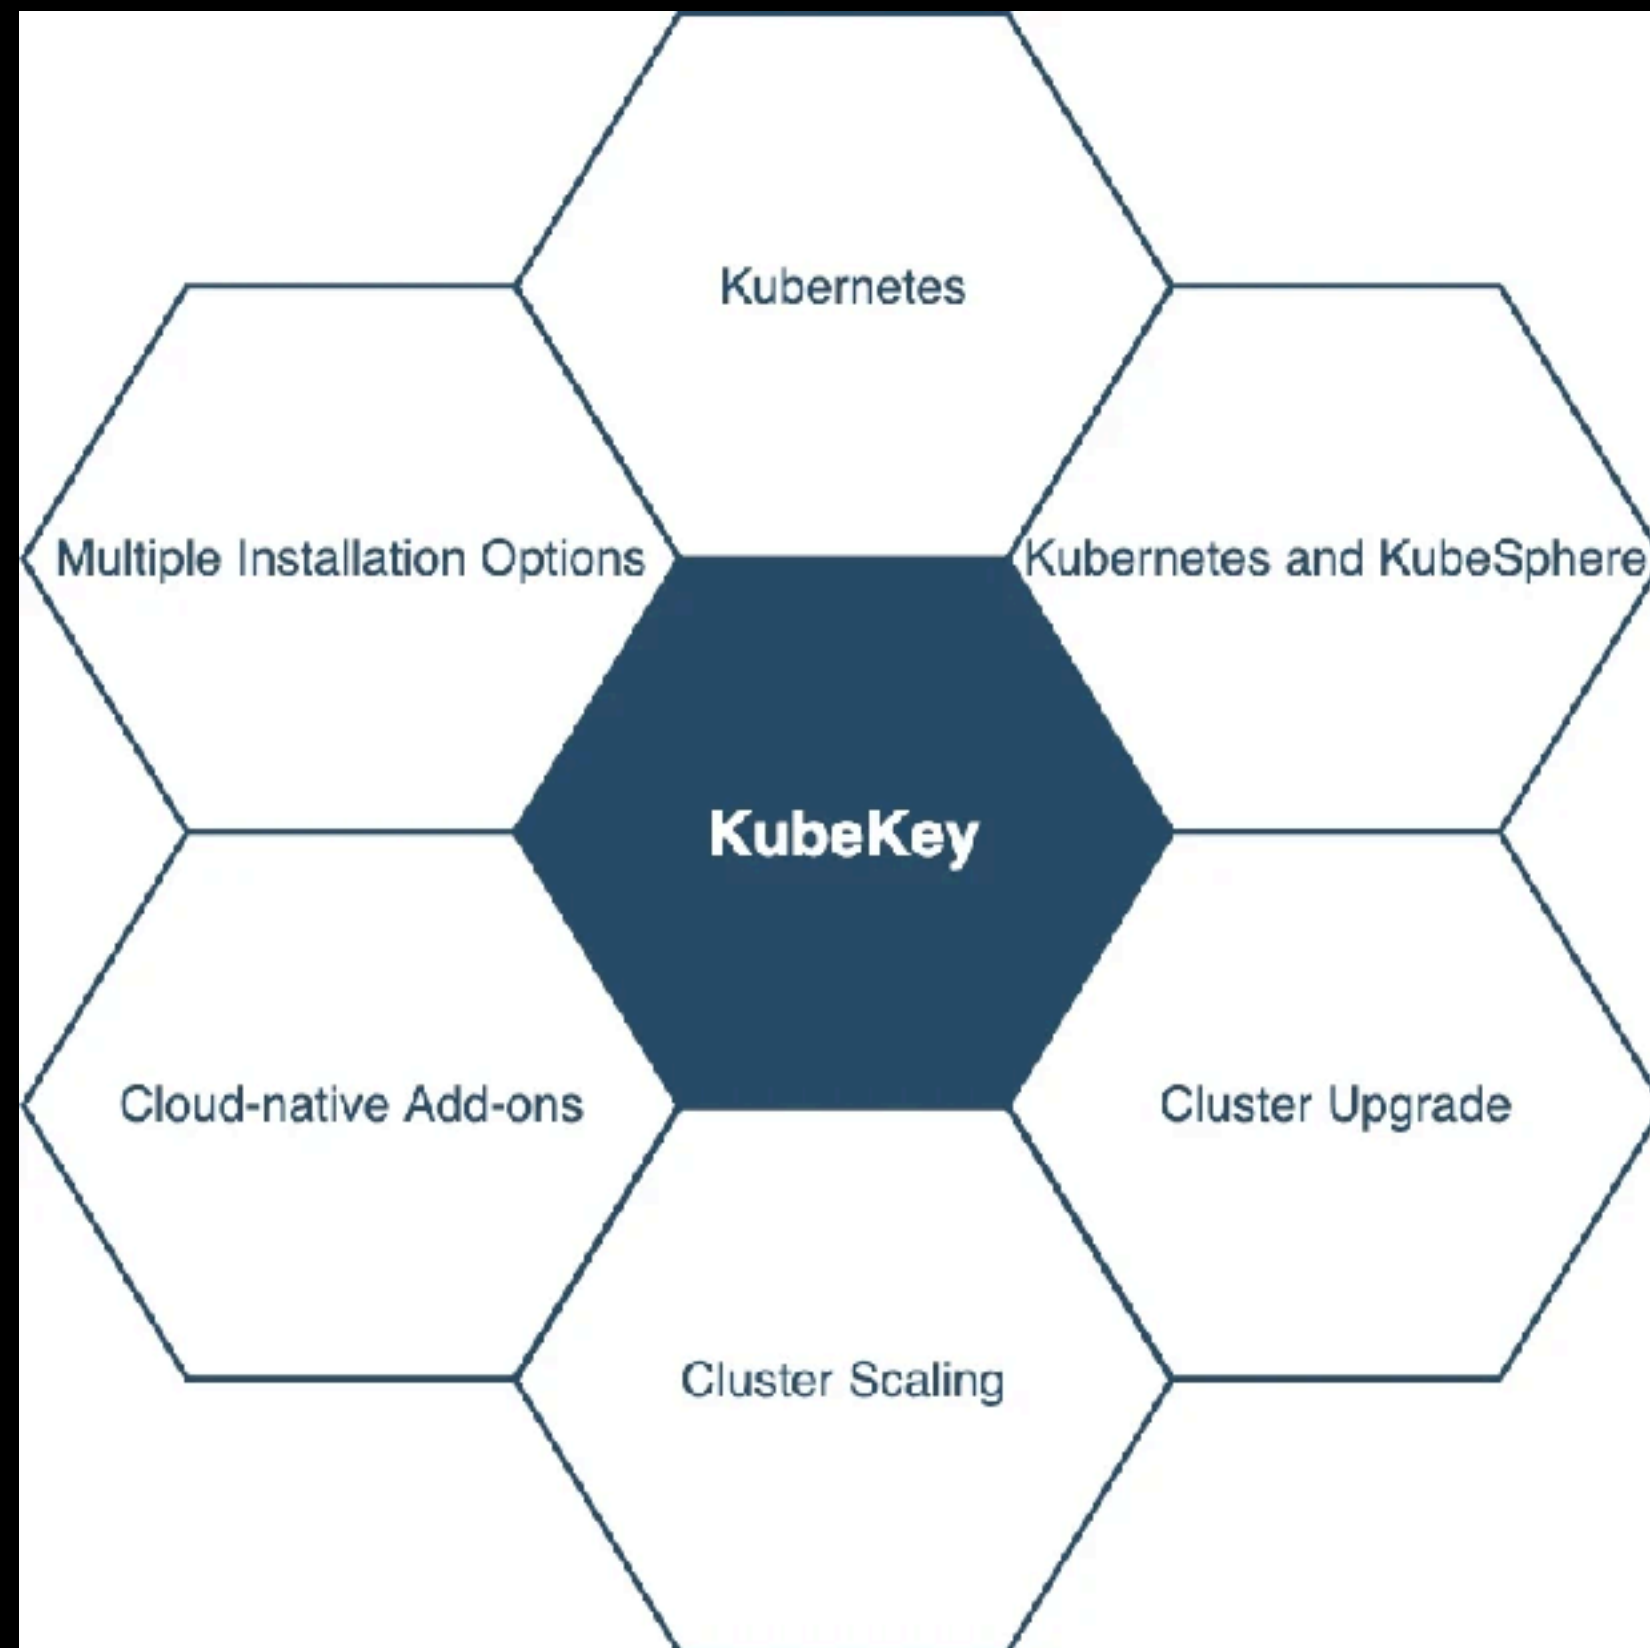 Kubernetes
Multiple Installation Options
Kubernetes and KubeSphere
KubeKey
Cloud-native Add-ons
Cluster Upgrade
Cluster Scaling